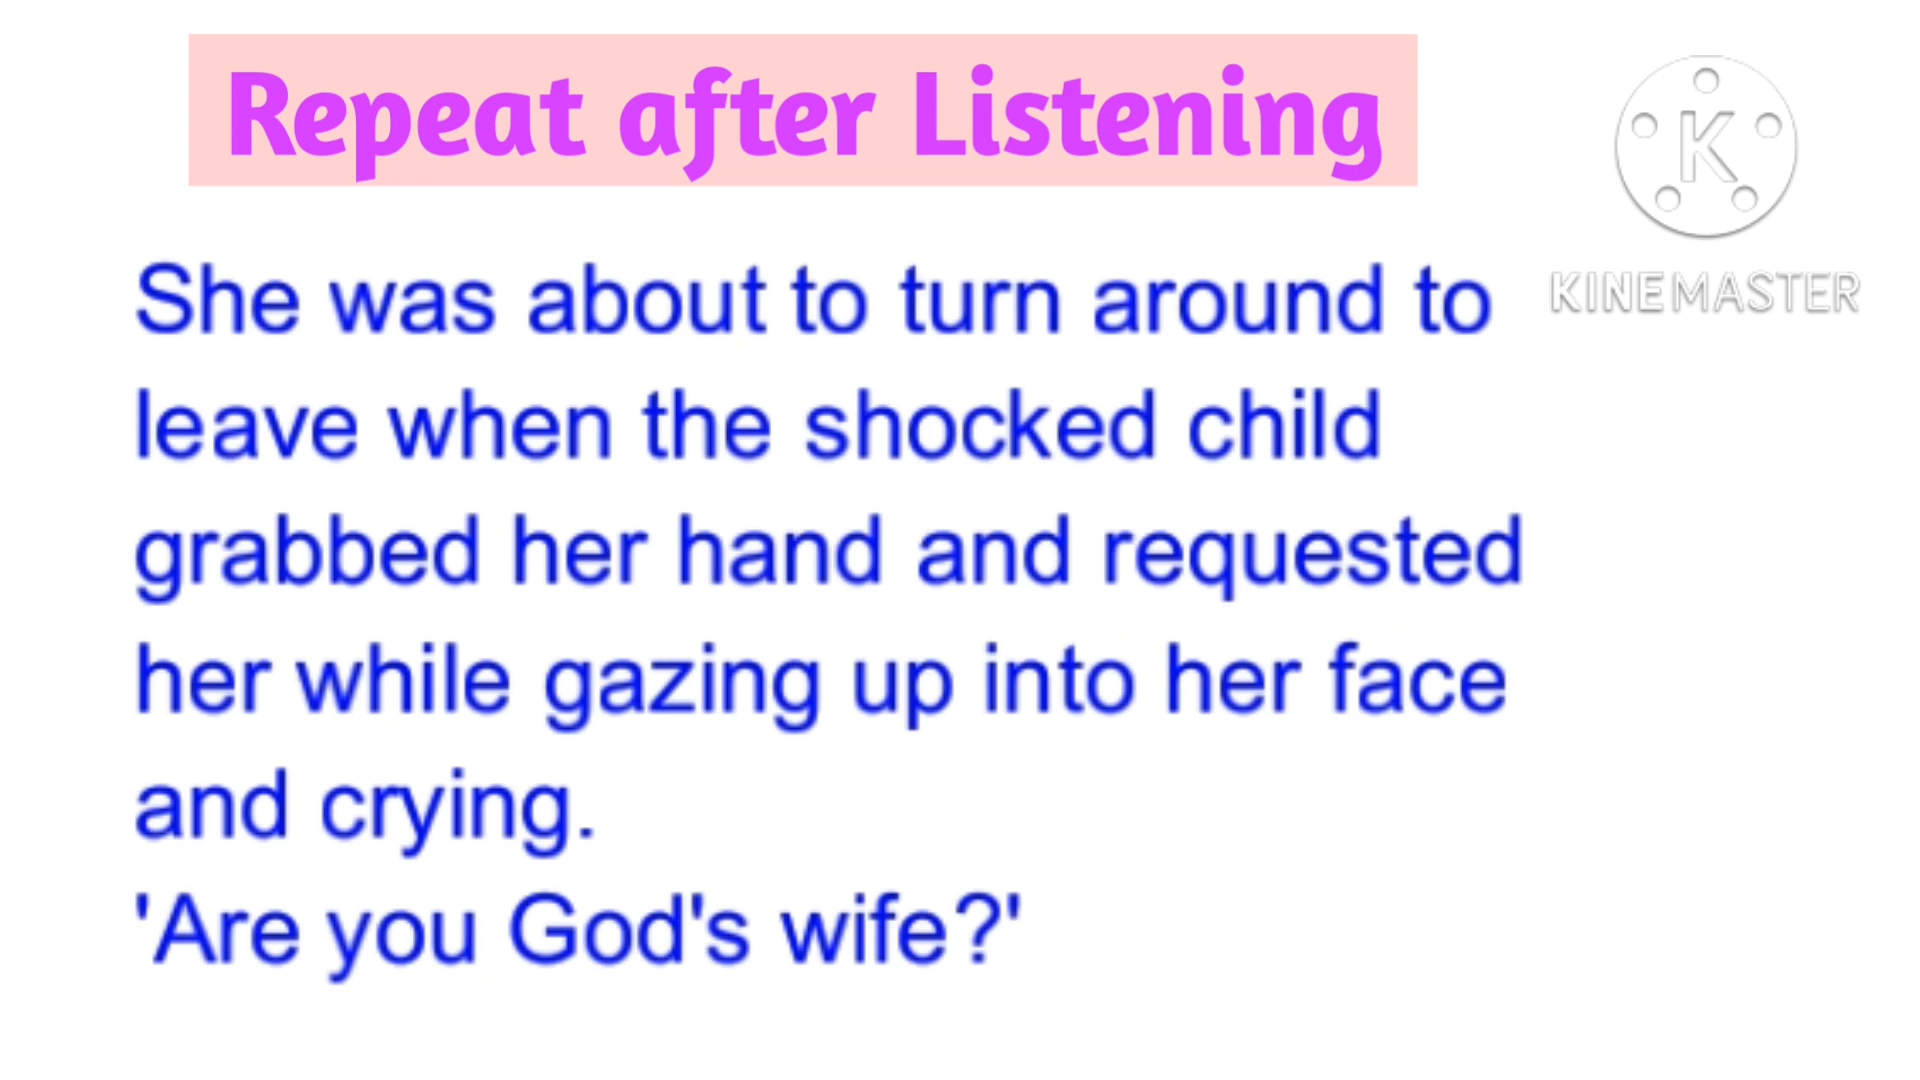 Repeat after Listening
K
KINEMASTER
She was about to turn around to
leave when the shocked child
grabbed her hand and requested
her while gazing up into her face
and crying.
'Are you God's wife?'